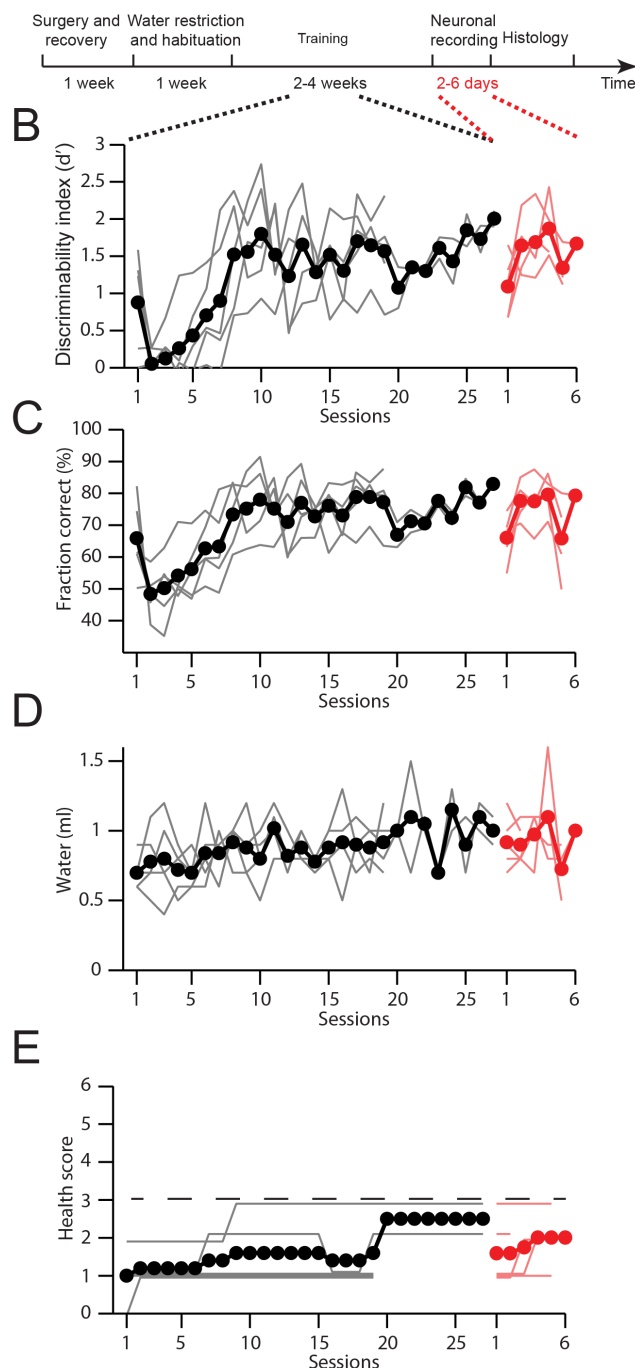 Surgery and recovery
Water restriction and habituation
Training
Neuronal recording
Histology
1 week
1 week
2-4 weeks
2-6 days
Time
B
Discriminability index (d')
3
2.5
2
1.5
1
0.5
0
1 5 10 15 20 25 1 6
Sessions
C
Fraction correct (%)
100
90
80
70
60
50
40
1 5 10 15 20 25 1 6
Sessions
D
Water (ml)
1.5
1
0.5
0
1 5 10 15 20 25 1 6
Sessions
E
Health score
6
5
4
3
2
1
0
1 5 10 15 20 25 1 6
Sessions